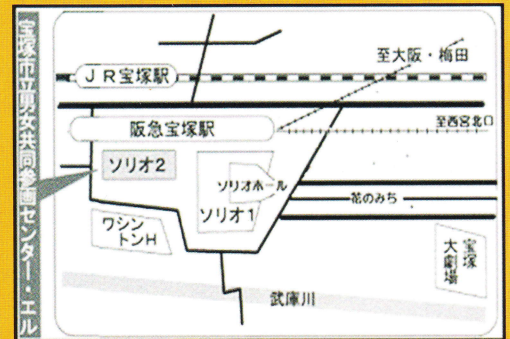 宝塚市立男女共同参画センター・エル
至大阪・梅田
JR宝塚駅
阪急宝塚駅
至西宮北口
ソリオ2
ソリオホール
ソリオ1
花のみち
ワシン
トンH
宝塚
大劇場
武庫川